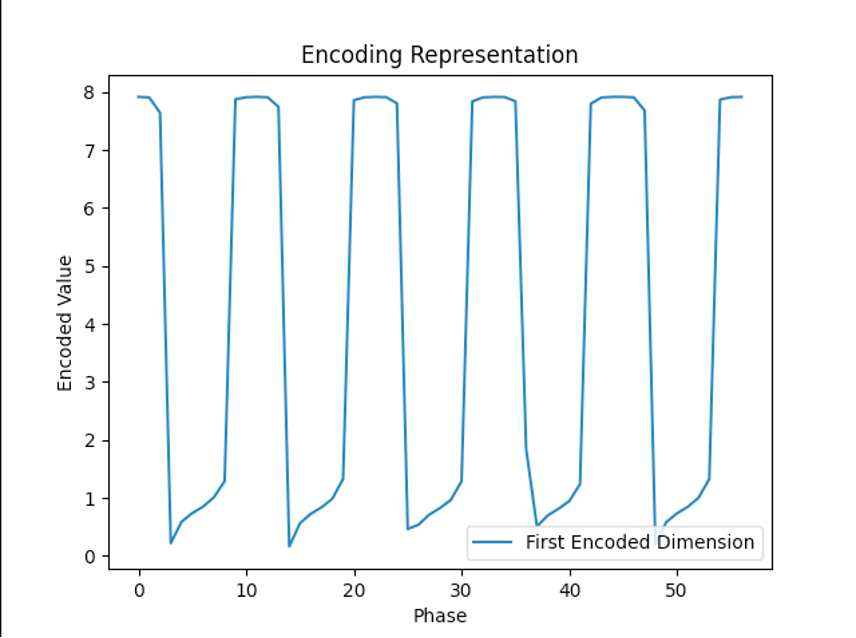 Encoding Representation
8
7
6
5
4
3
2
1
0
Encoded Value
First Encoded Dimension
0 10 20 30 40 50
Phase